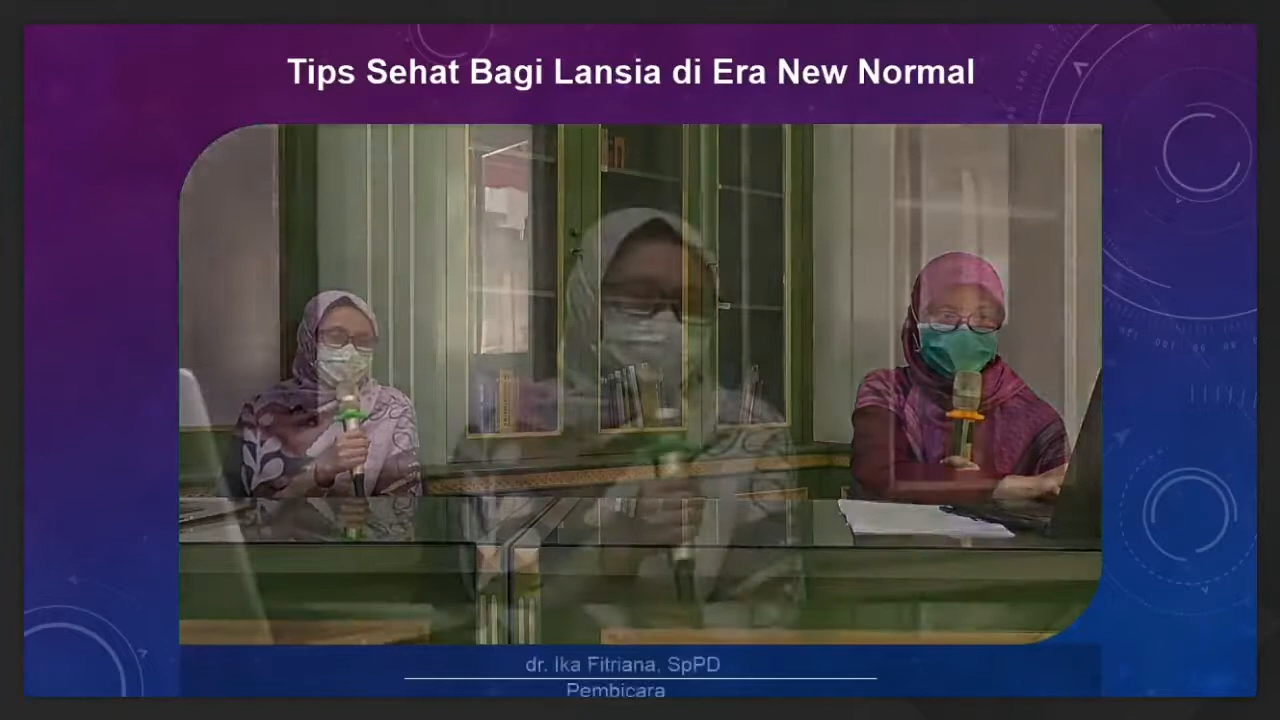 Tips Sehat Bagi Lansia di Era New Normal
dr. Ika Fitriana, SpPD
Pembicara